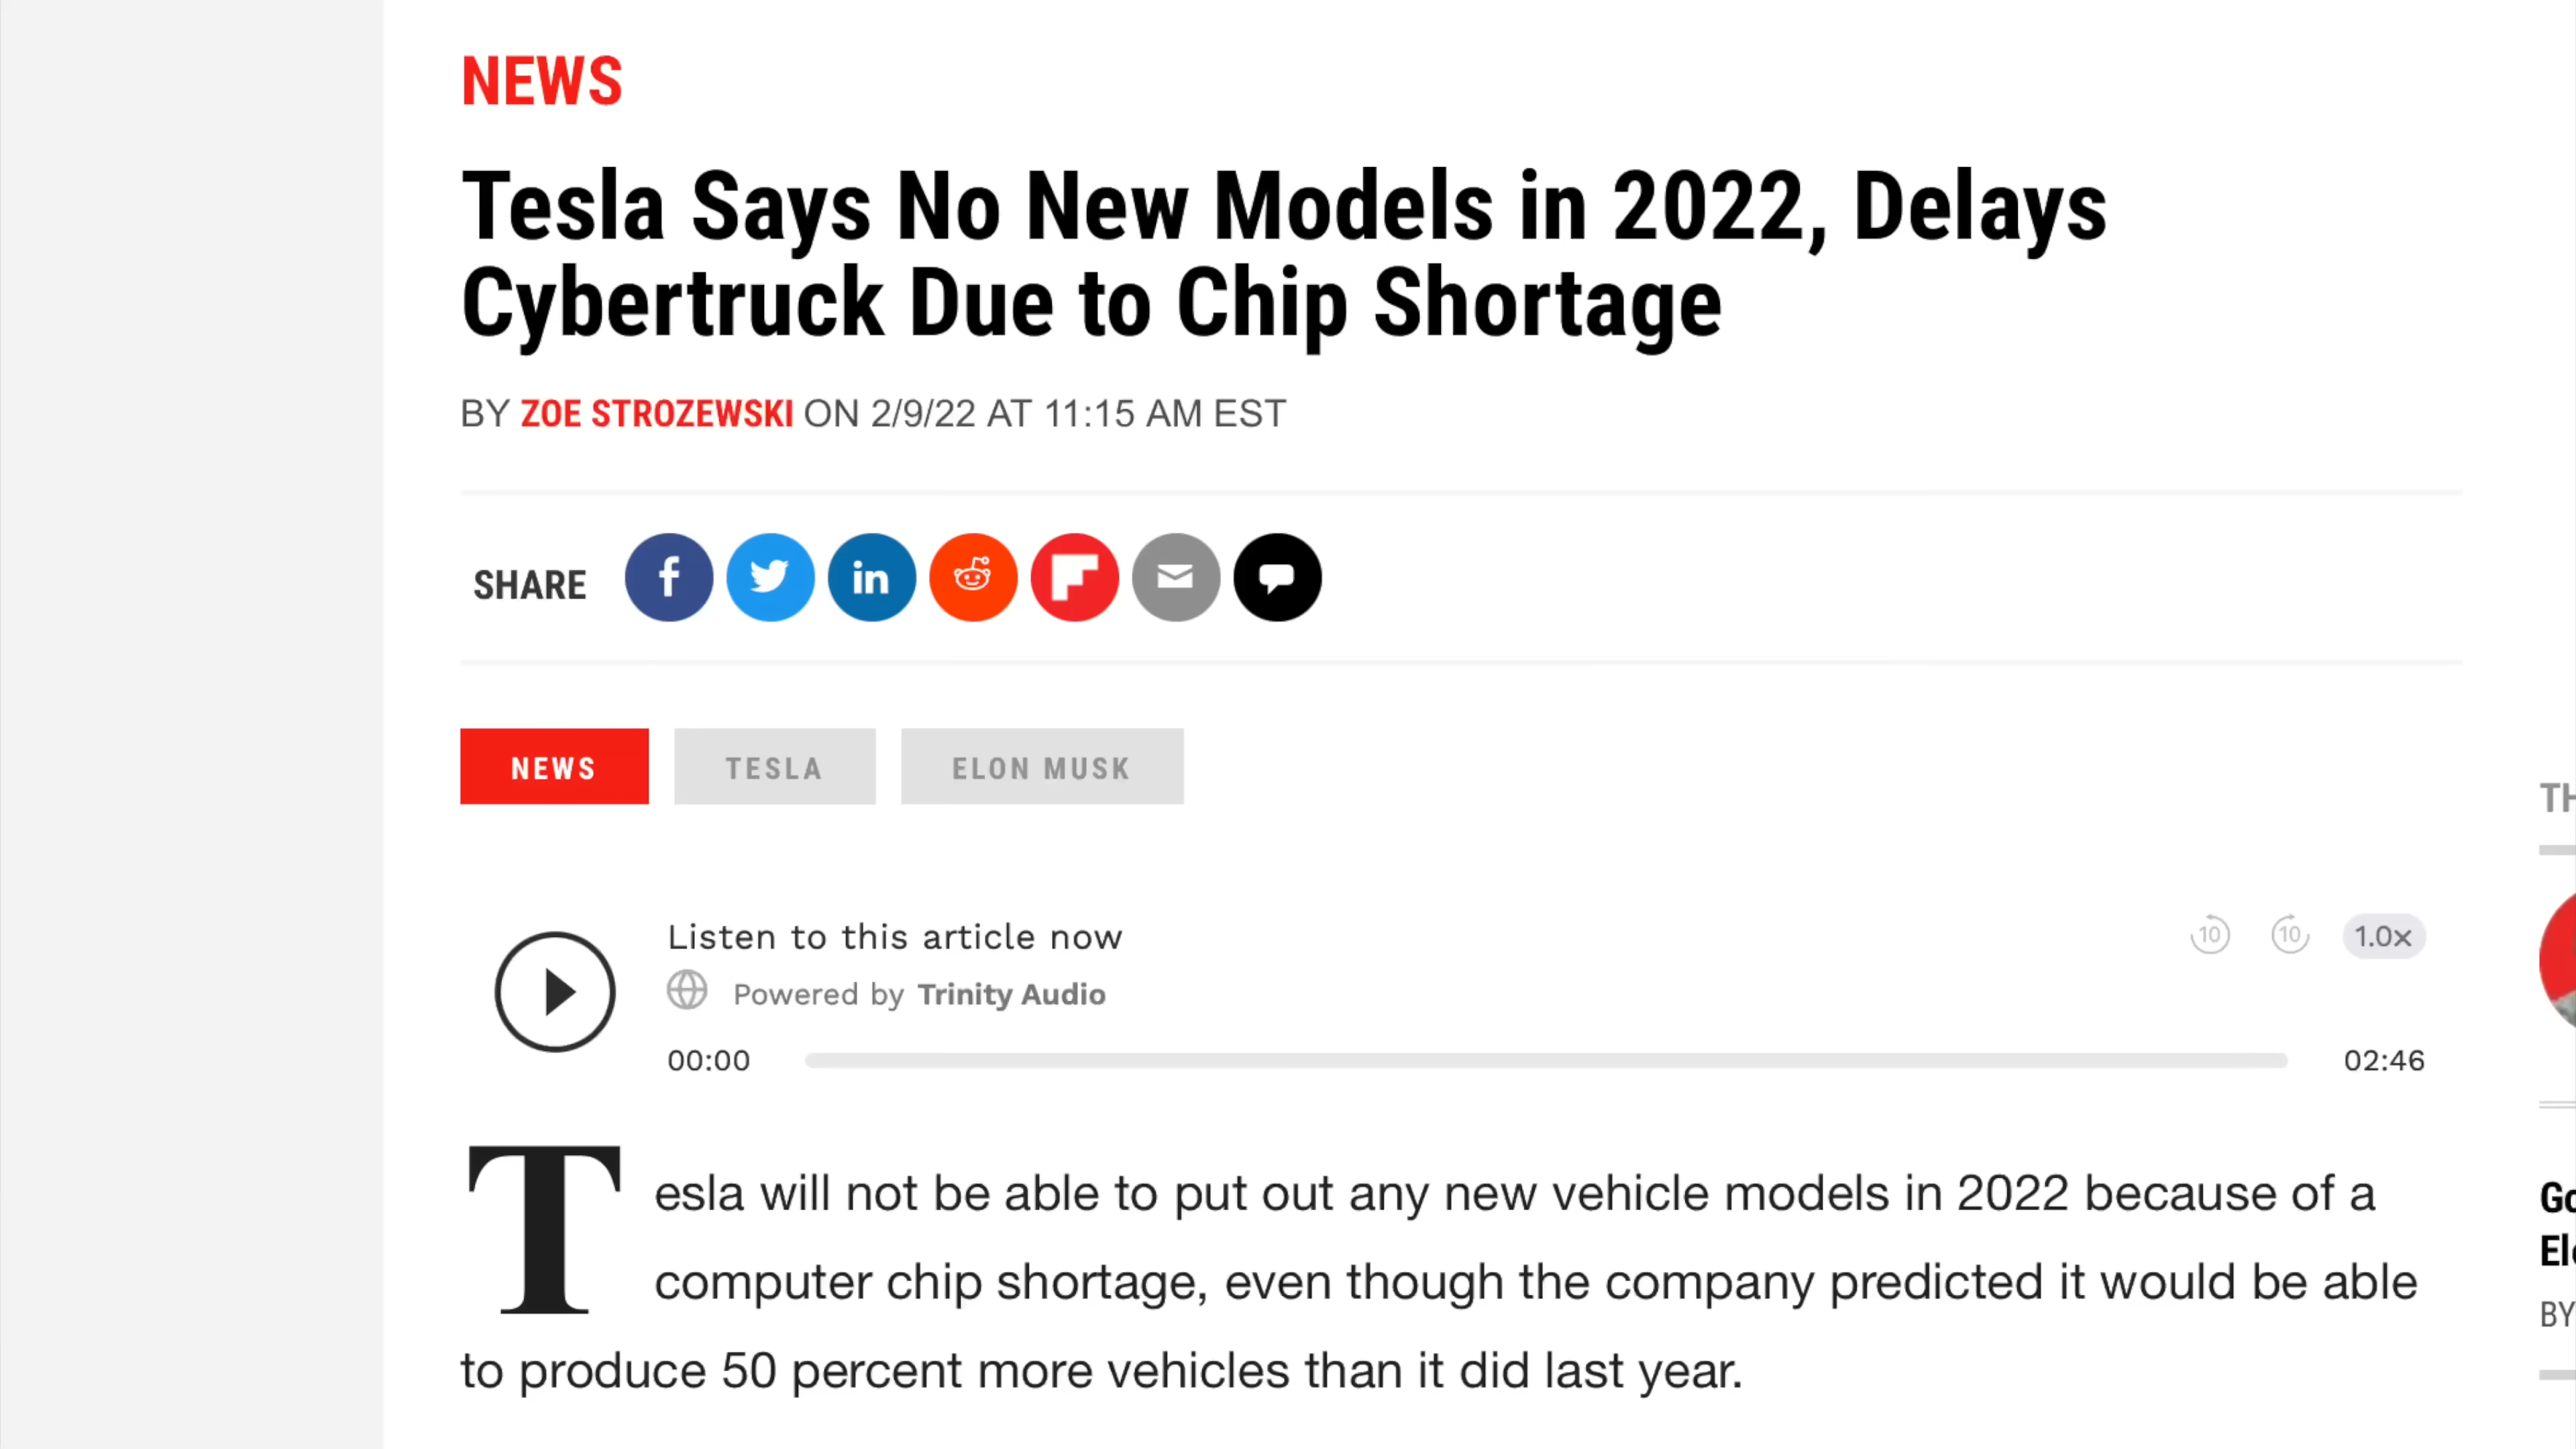 NEWS
Tesla Says No New Models in 2022, Delays
Cybertruck Due to Chip Shortage
BY ZOE STROZEWSKI ON 2/9/22 AT 11:15 AM EST
SHARE
NEWS TESLA ELON MUSK
Listen to this article now
10 10 1.0x
Powered by Trinity Audio
00:00 02:46
Tesla will not be able to put out any new vehicle models in 2022 because of a
computer chip shortage, even though the company predicted it would be able
to produce 50 percent more vehicles than it did last year.
BY